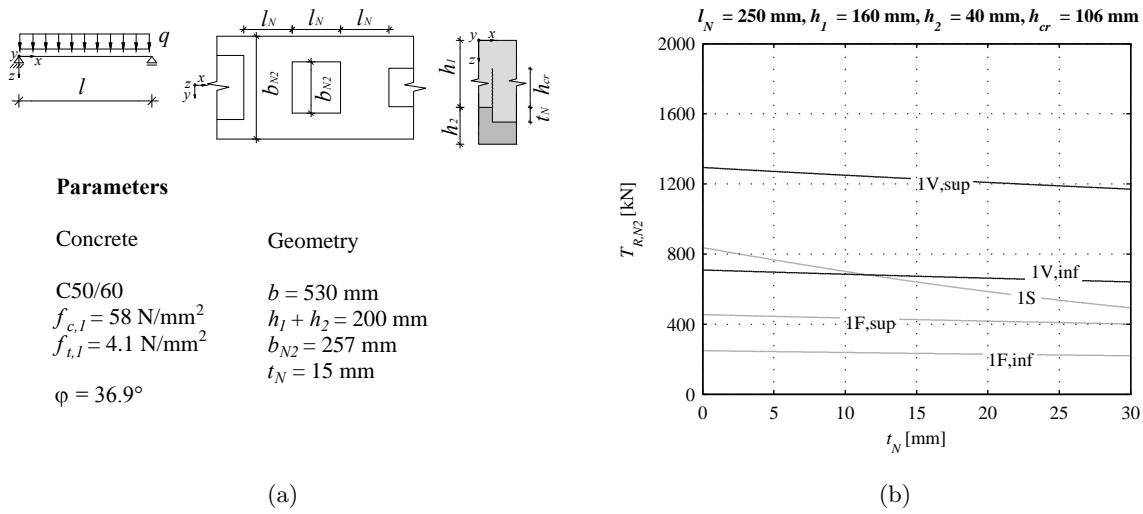 q
y
x
z
l
l_N
l_N
l_N
z
x
y
b_N2
b_N2
y
x
z
h_1
h_2
h_cr
t_N
Parameters
Concrete
Geometry
C50/60
b = 530 mm
f_c,1 = 58 N/mm²
h_1 + h_2 = 200 mm
f_t,1 = 4.1 N/mm²
b_N2 = 257 mm
t_N = 15 mm
φ = 36.9°
(a)
l_N = 250 mm, h_1 = 160 mm, h_2 = 40 mm, h_cr = 106 mm
2000
1600
1200
800
400
0
T_R,N2 [kN]
1V,sup
1V,inf
1S
1F,sup
1F,inf
0 5 10 15 20 25 30
t_N [mm]
(b)